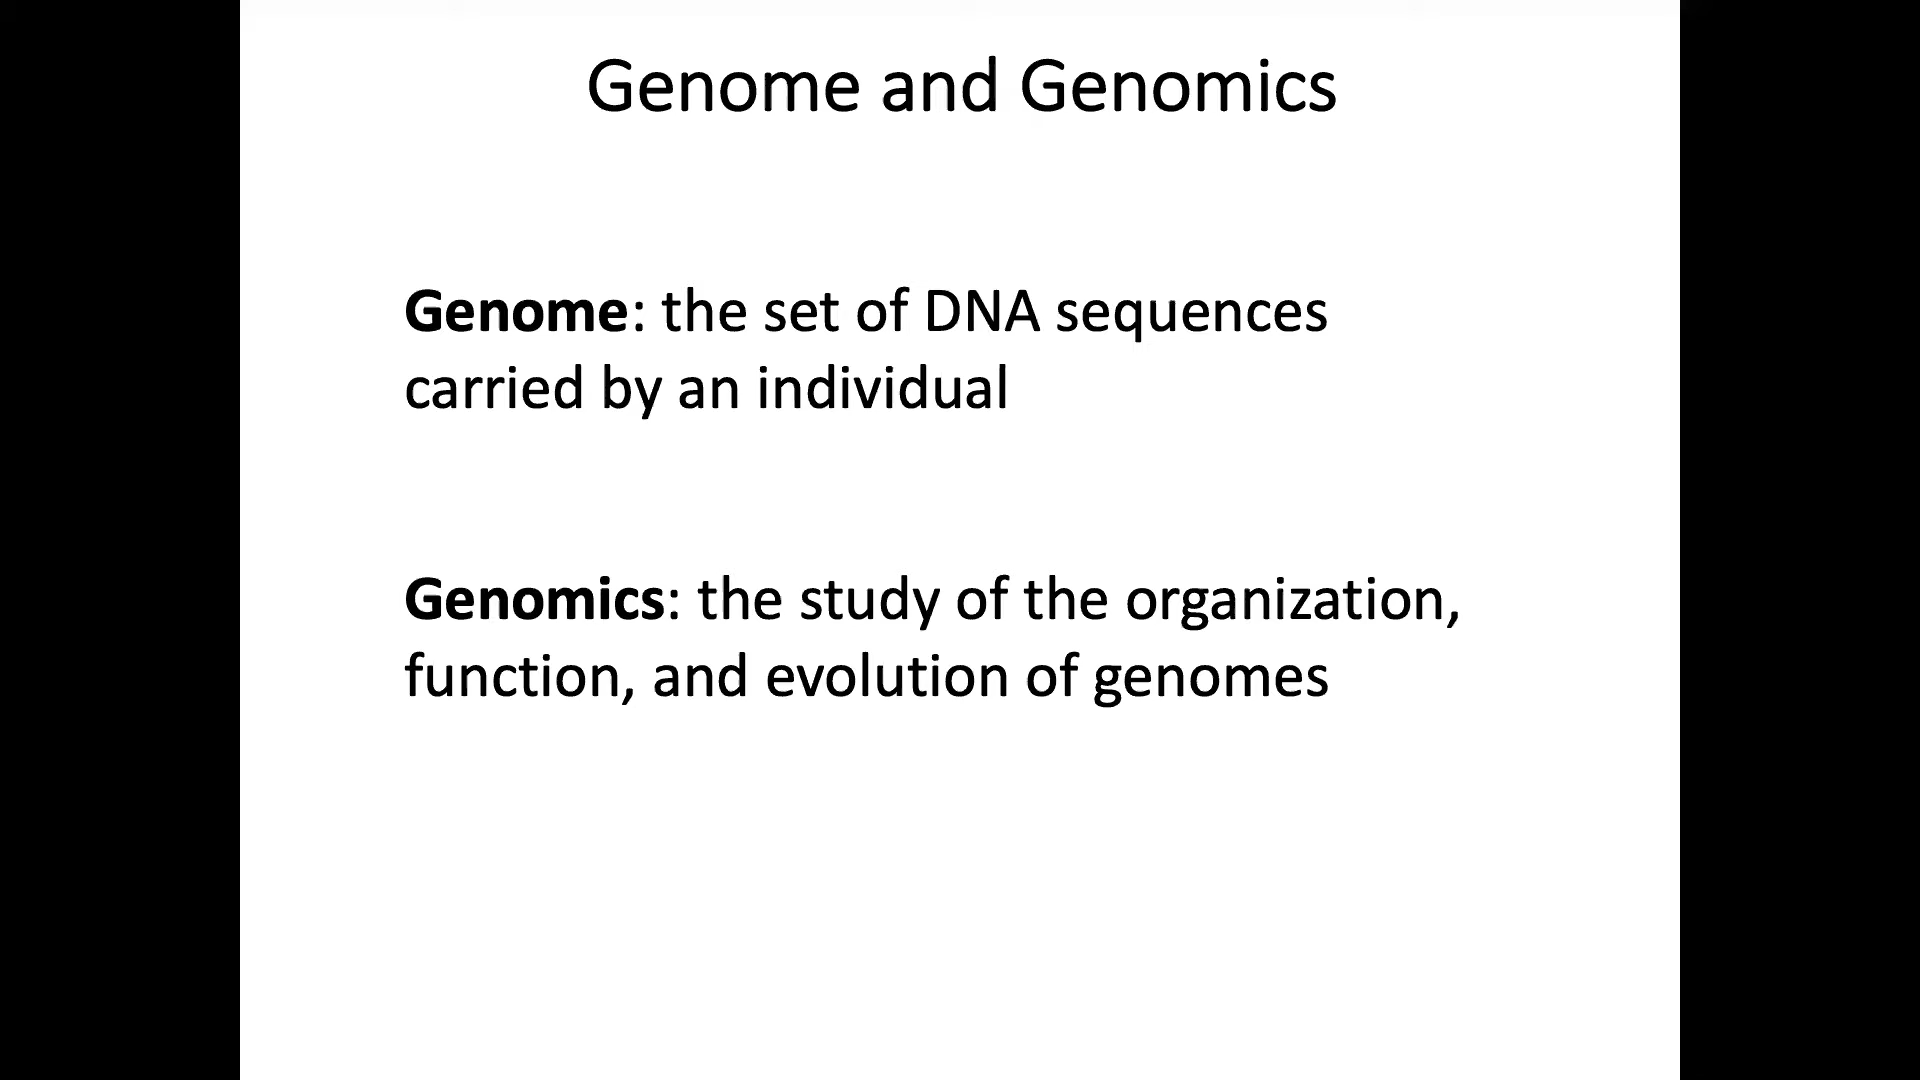 Genome and Genomics
Genome: the set of DNA sequences
carried by an individual
Genomics: the study of the organization,
function, and evolution of genomes